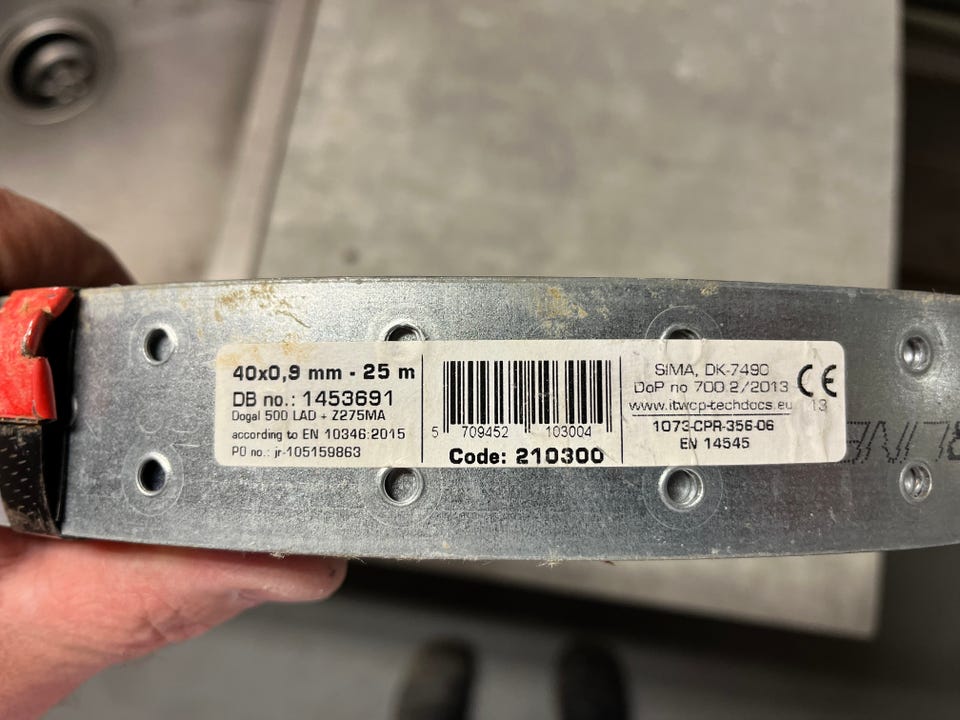 40x0,9 mm - 25 m
DB no.: 1453691
Dogal 500 LAD + Z275MA
according to EN 10346:2015
PO no.: jr-105159863
5 709452 103004
Code: 210300
SIMA, DK-7490
DoP no 700.2/2013
www.itwcp-techdocs.eu
CE
13
1073-CPR-356-06
EN 14545